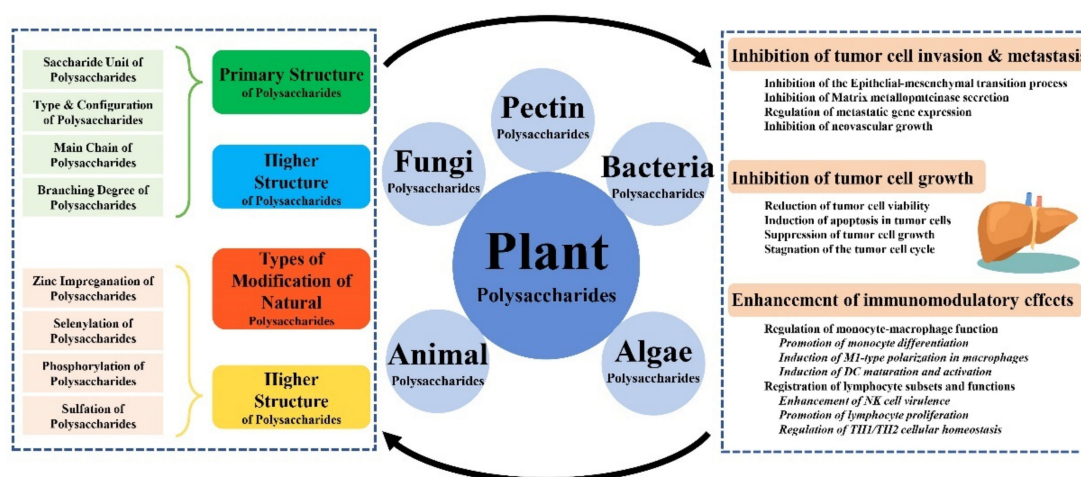 Saccharide Unit of
Polysaccharides
Type & Configuration
of Polysaccharides
Main Chain of
Polysaccharides
Branching Degree of
Polysaccharides
Zinc Impreganation of
Polysaccharides
Selenylation of
Polysaccharides
Phosphorylation of
Polysaccharides
Sulfation of
Polysaccharides
Primary Structure
of Polysaccharides
Higher
Structure
of Polysaccharides
Types of
Modification of
Natural
Polysaccharides
Higher
Structure
of Polysaccharides
Pectin
Polysaccharides
Fungi
Polysaccharides
Bacteria
Polysaccharides
Plant
Polysaccharides
Animal
Polysaccharides
Algae
Polysaccharides
Inhibition of tumor cell invasion & metastasis
Inhibition of the Epithelial-mesenchymal transition process
Inhibition of Matrix metallopmtcinase secretion
Regulation of metastatic gene expression
Inhibition of neovascular growth
Inhibition of tumor cell growth
Reduction of tumor cell viability
Induction of apoptosis in tumor cells
Suppression of tumor cell growth
Stagnation of the tumor cell cycle
Enhancement of immunomodulatory effects
Regulation of monocyte-macrophage function
Promotion of monocyte differentiation
Induction of M1-type polarization in macrophages
Induction of DC maturation and activation
Registration of lymphocyte subsets and functions
Enhancement of NK cell virulence
Promotion of lymphocyte proliferation
Regulation of TH1/TH2 cellular homeostasis